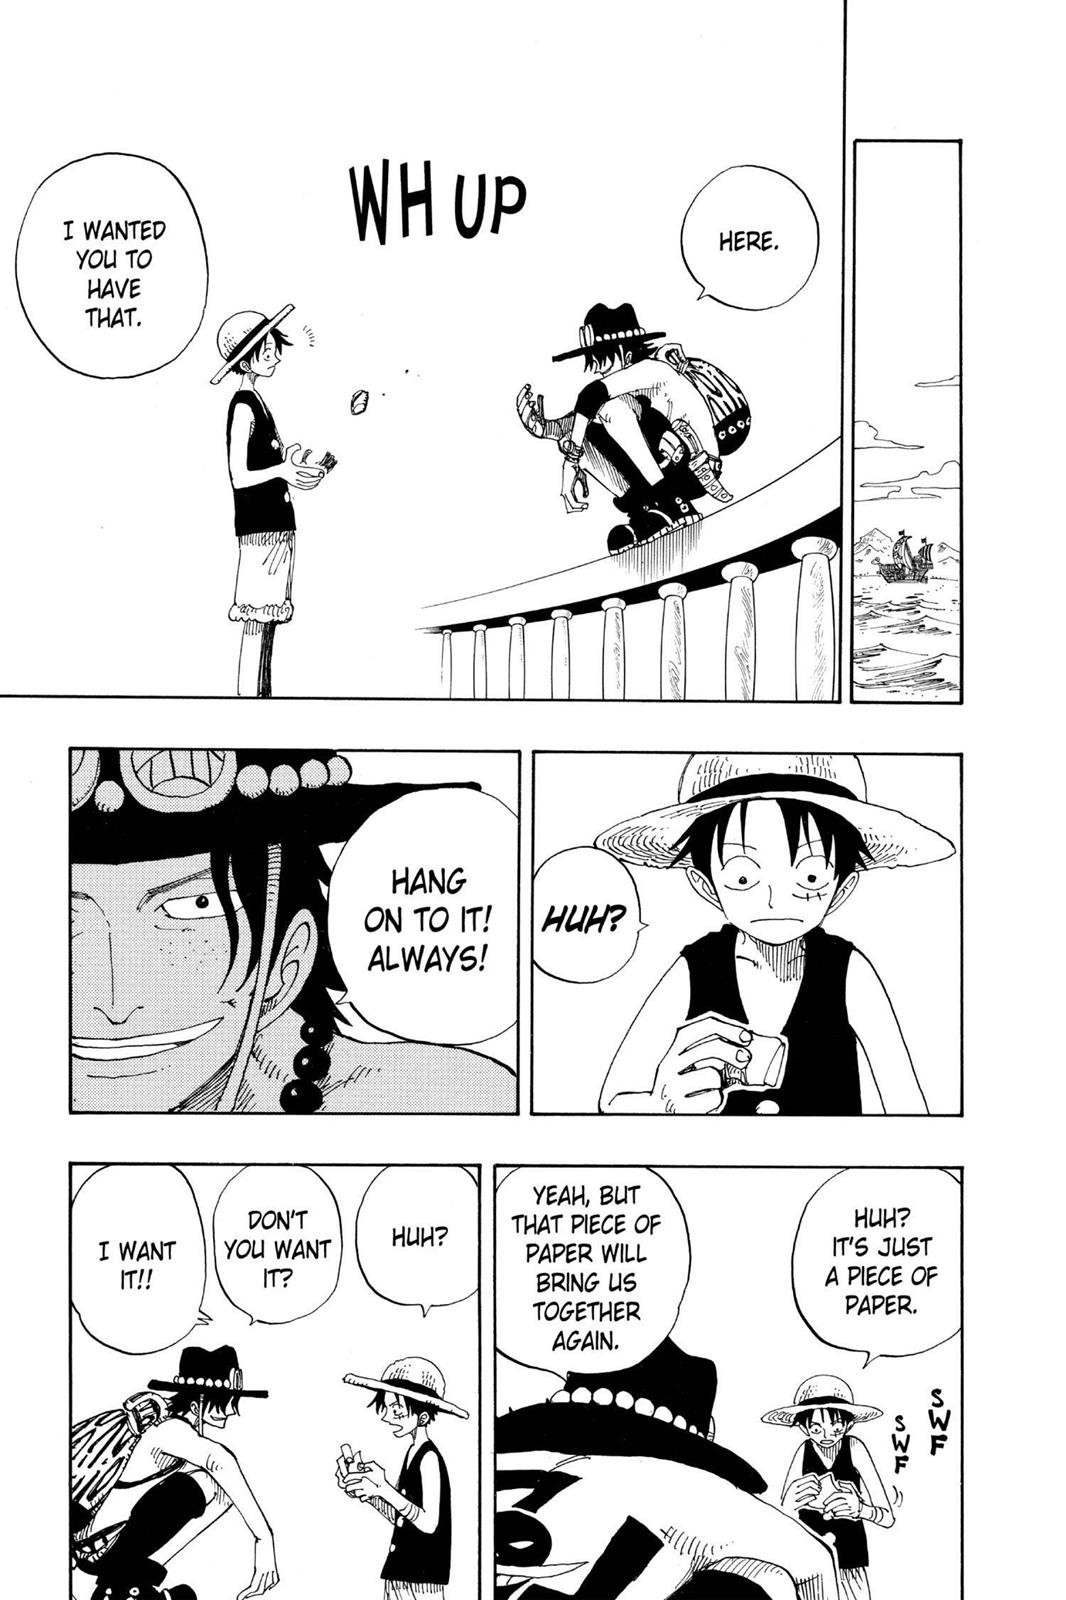 HERE.
WHUP
I WANTED
YOU TO
HAVE
THAT.
HUH?
HANG
ON TO IT!
ALWAYS!
HUH?
IT'S JUST
A PIECE OF
PAPER.
SWF
SWF
YEAH, BUT
THAT PIECE OF
PAPER WILL
BRING US
TOGETHER
AGAIN.
HUH?
DON'T
YOU WANT
IT?
I WANT
IT!!